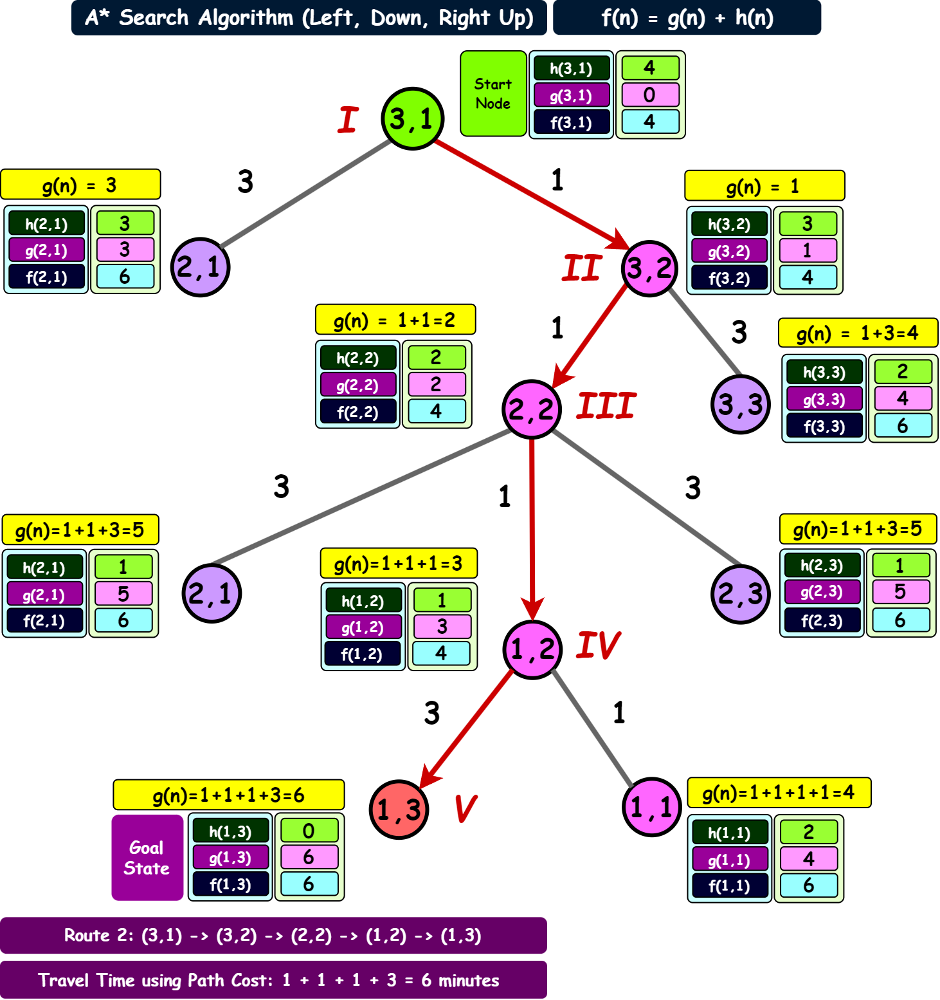 A* Search Algorithm (Left, Down, Right Up)
f(n) = g(n) + h(n)
Start
Node
h(3,1) 4
g(3,1) 0
f(3,1) 4
I
3,1
3
1
g(n) = 3
h(2,1) 3
g(2,1) 3
f(2,1) 6
2,1
g(n) = 1
h(3,2) 3
g(3,2) 1
f(3,2) 4
II
3,2
1
3
g(n) = 1+1=2
h(2,2) 2
g(2,2) 2
f(2,2) 4
2,2
III
3,3
g(n) = 1+3=4
h(3,3) 2
g(3,3) 4
f(3,3) 6
3
1
3
g(n)=1+1+3=5
h(2,1) 1
g(2,1) 5
f(2,1) 6
2,1
g(n)=1+1+1=3
h(1,2) 1
g(1,2) 3
f(1,2) 4
1,2
IV
2,3
g(n)=1+1+3=5
h(2,3) 1
g(2,3) 5
f(2,3) 6
3
1
g(n)=1+1+1+3=6
Goal
State
h(1,3) 0
g(1,3) 6
f(1,3) 6
1,3
V
1,1
g(n)=1+1+1+1=4
h(1,1) 2
g(1,1) 4
f(1,1) 6
Route 2: (3,1) -> (3,2) -> (2,2) -> (1,2) -> (1,3)
Travel Time using Path Cost: 1 + 1 + 1 + 3 = 6 minutes